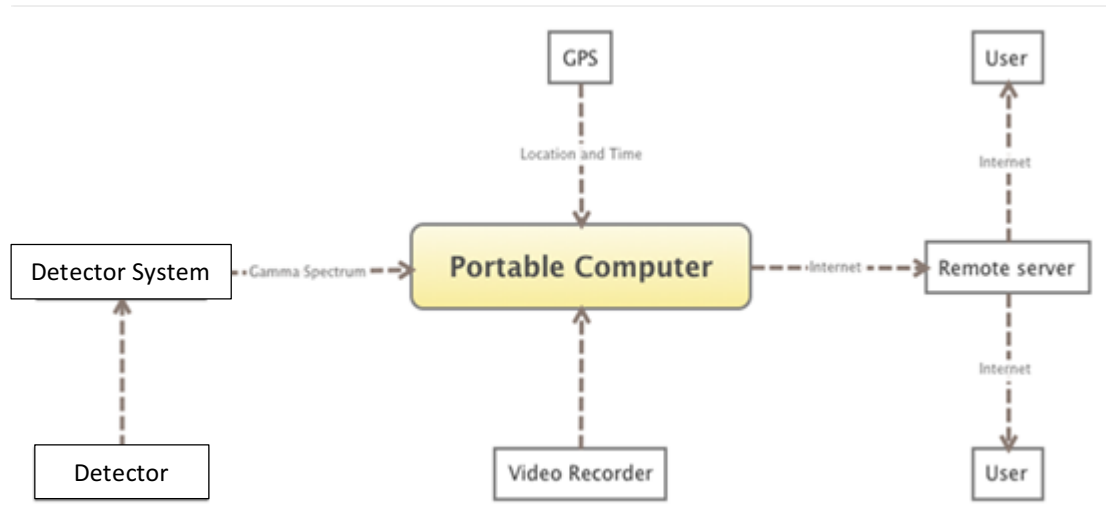 GPS
User
Location and Time
Internet
Detector System
Gamma Spectrum
Portable Computer
Internet
Remote server
Internet
Detector
Video Recorder
User